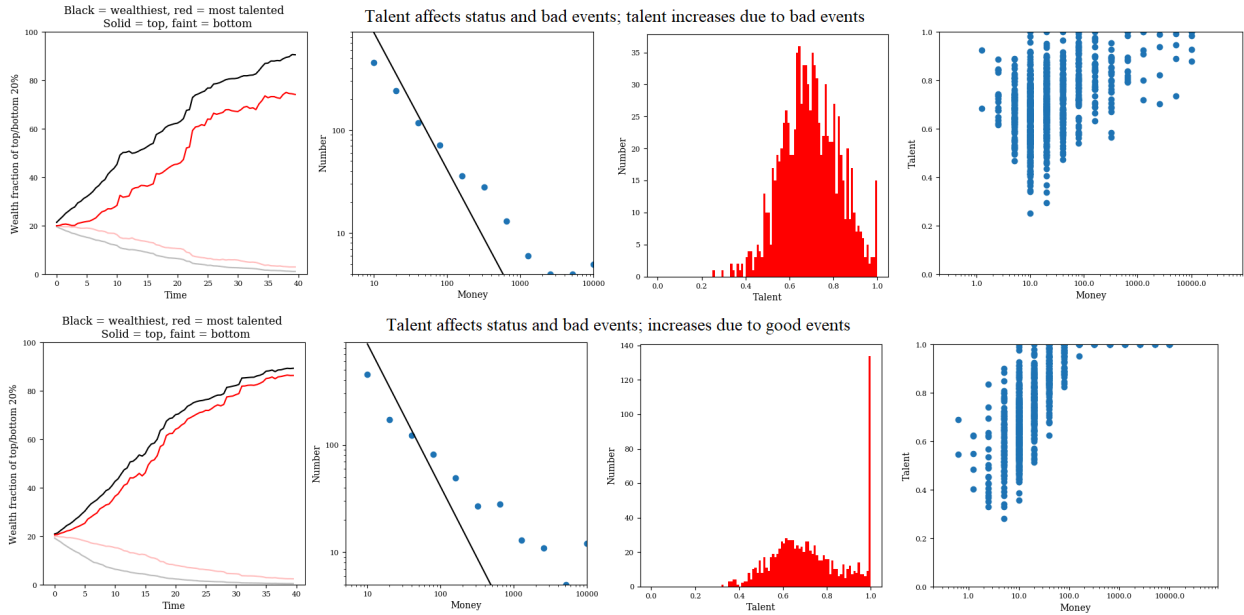 Black = wealthiest, red = most talented
Solid = top, faint = bottom
Talent affects status and bad events; talent increases due to bad events
Wealth fraction of top/bottom 20%
100
80
60
40
20
0
0 5 10 15 20 25 30 35 40
Time
Number
100
10
10 100 1000 10000
Money
Number
35
30
25
20
15
10
5
0
0.0 0.2 0.4 0.6 0.8 1.0
Talent
Talent
1.0
0.8
0.6
0.4
0.2
0.0
1.0 10.0 100.0 1000.0 10000.0
Money
Black = wealthiest, red = most talented
Solid = top, faint = bottom
Talent affects status and bad events; increases due to good events
Wealth fraction of top/bottom 20%
100
80
60
40
20
0
0 5 10 15 20 25 30 35 40
Time
Number
100
10
10 100 1000 10000
Money
Number
140
120
100
80
60
40
20
0
0.0 0.2 0.4 0.6 0.8 1.0
Talent
Talent
1.0
0.8
0.6
0.4
0.2
0.0
1.0 10.0 100.0 1000.0 10000.0
Money